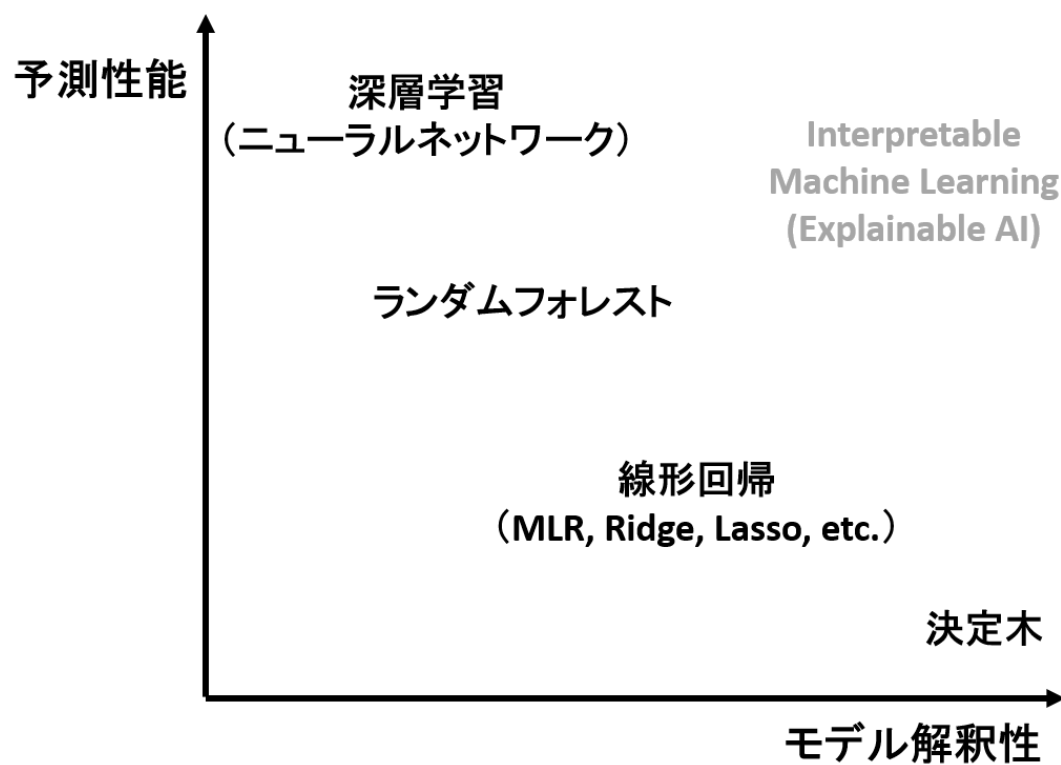 予測性能
深層学習
（ニューラルネットワーク）
Interpretable
Machine Learning
(Explainable AI)
ランダムフォレスト
線形回帰
（MLR, Ridge, Lasso, etc.）
決定木
モデル解釈性